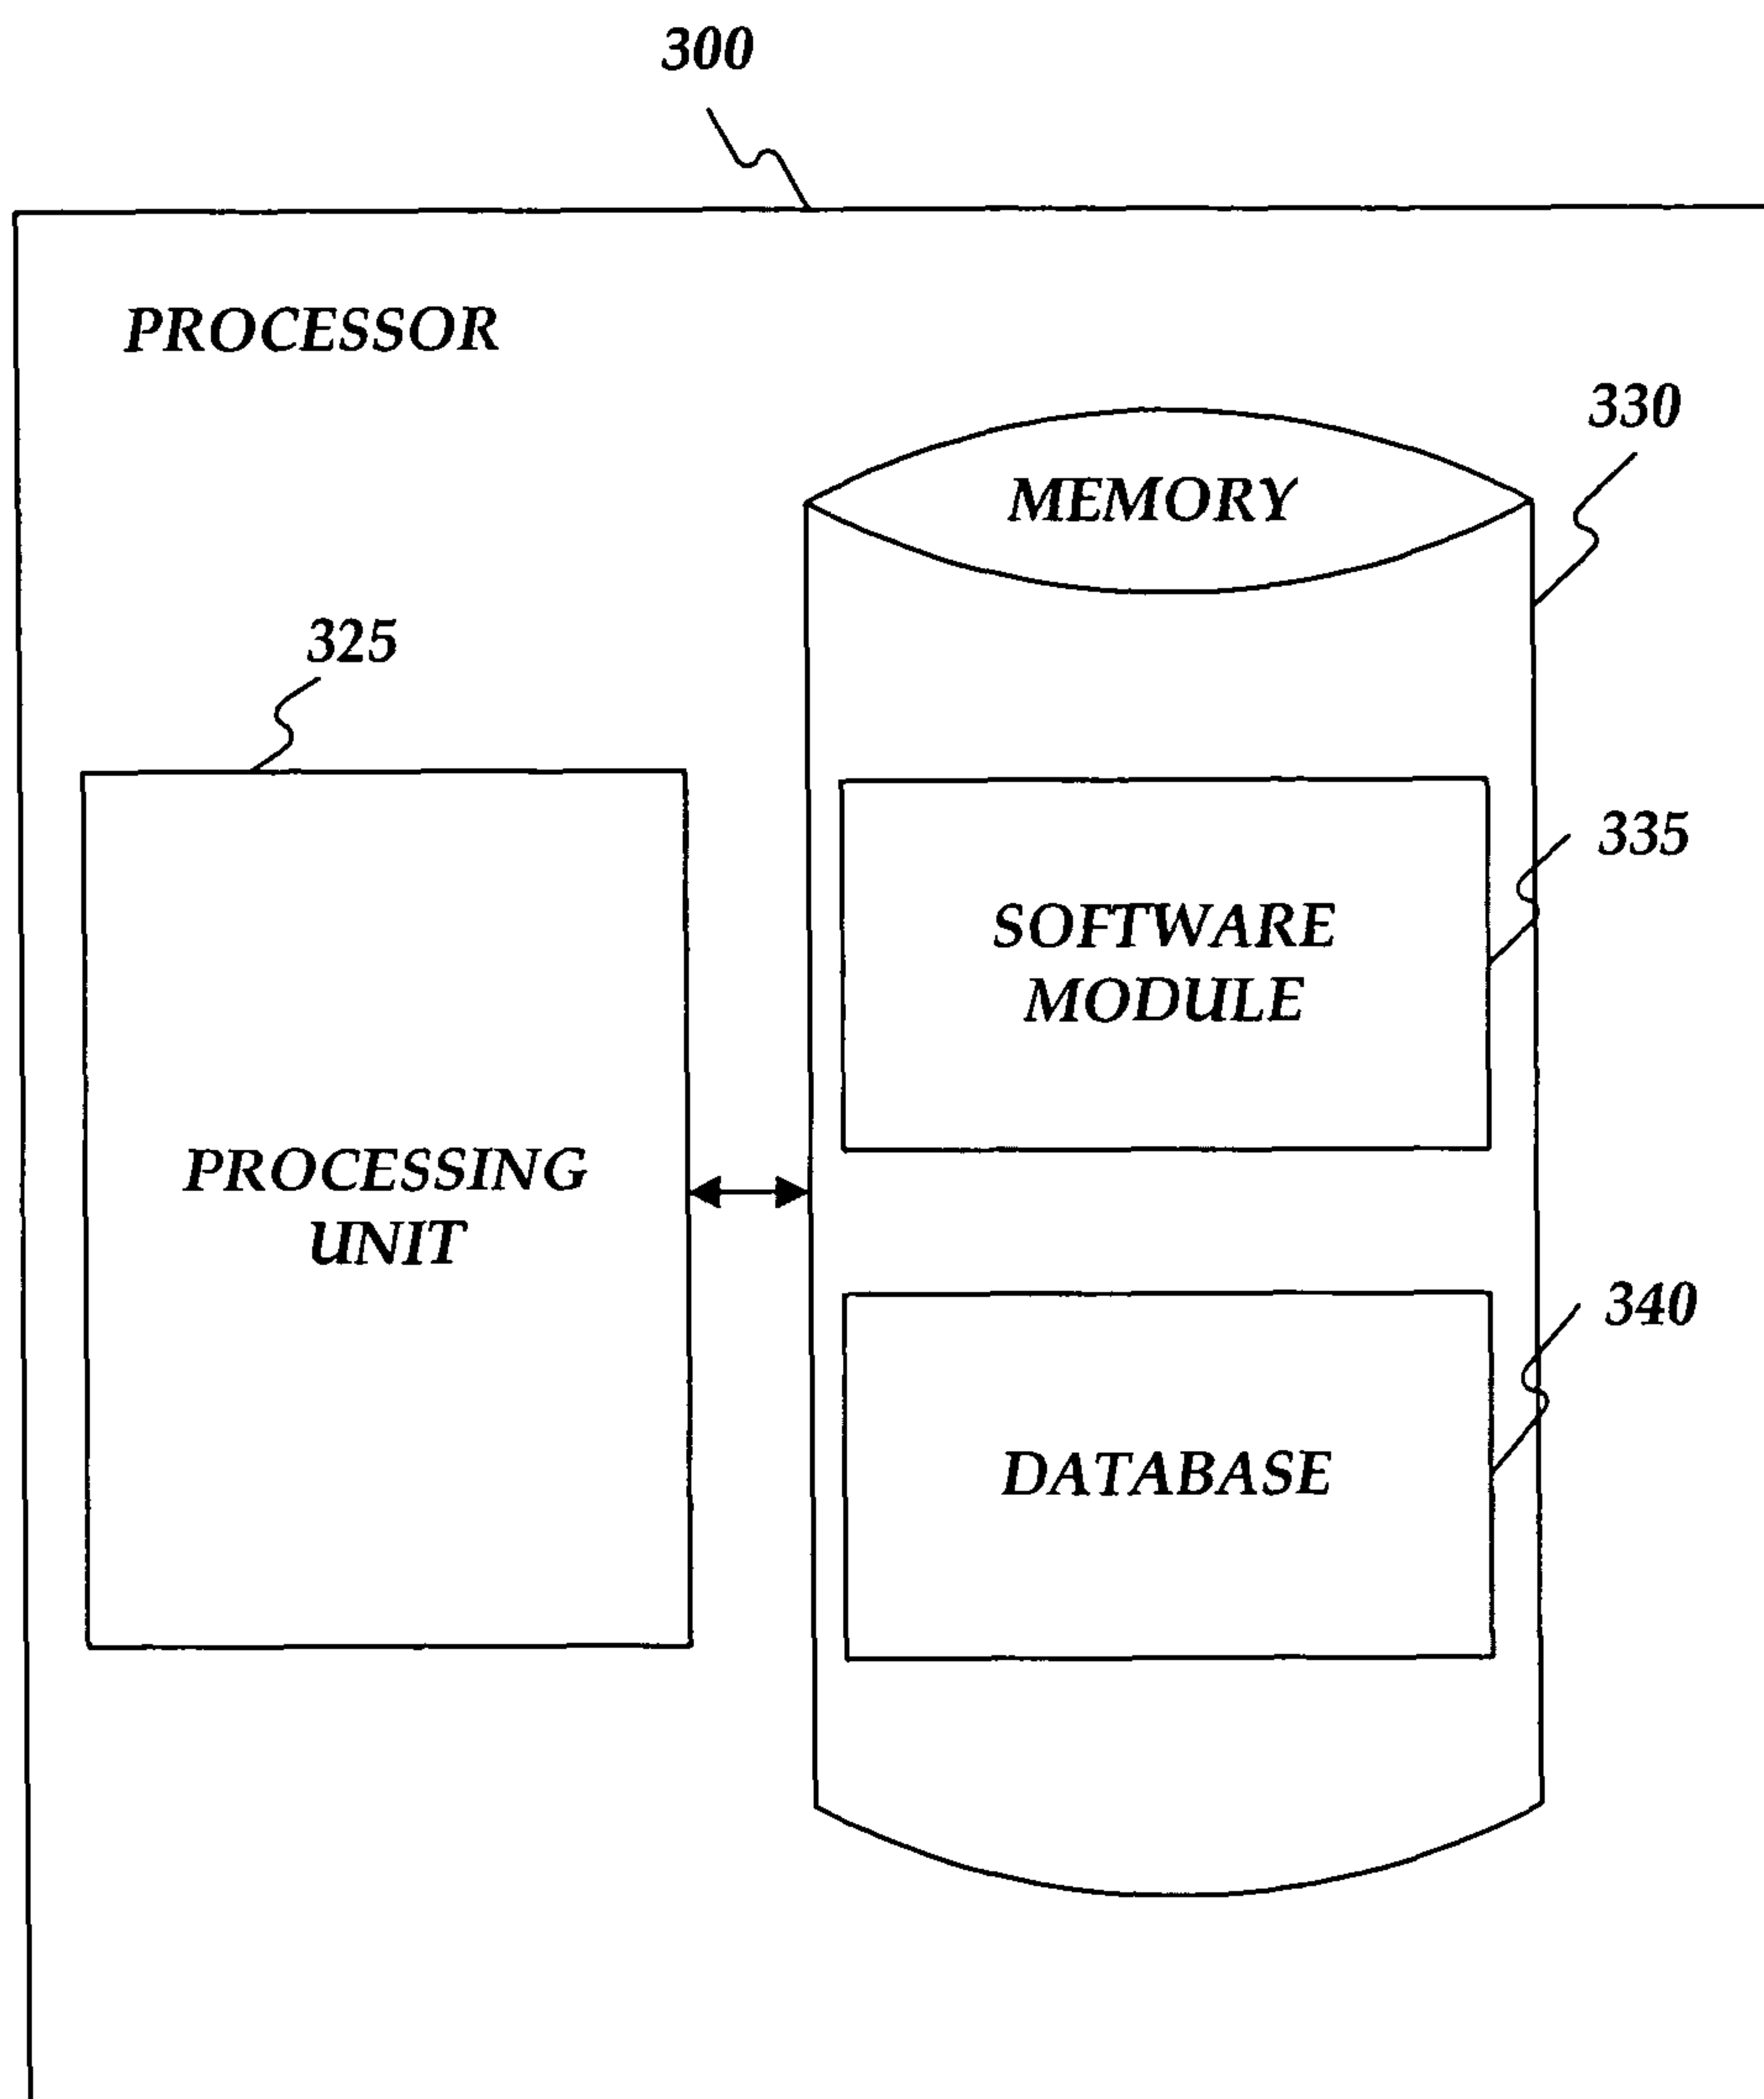 300
PROCESSOR
330
MEMORY
325
335
SOFTWARE
MODULE
PROCESSING
UNIT
340
DATABASE